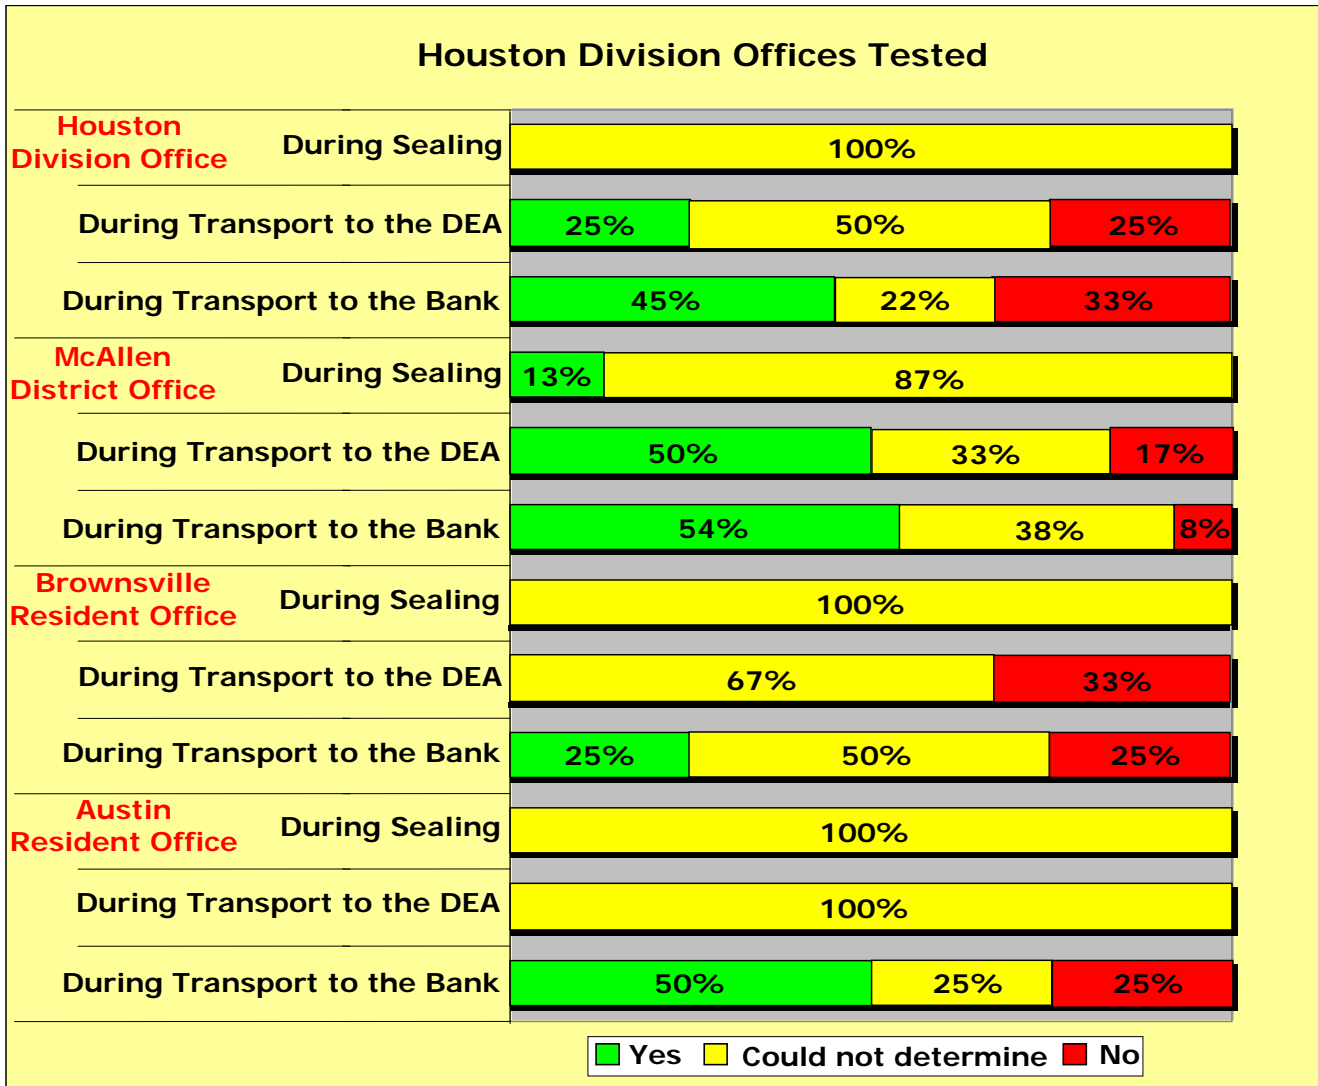 Houston Division Offices Tested
Houston
Division Office
During Sealing
100%
During Transport to the DEA
25% 50% 25%
During Transport to the Bank
45% 22% 33%
McAllen
District Office
During Sealing
13% 87%
During Transport to the DEA
50% 33% 17%
During Transport to the Bank
54% 38% 8%
Brownsville
Resident Office
During Sealing
100%
During Transport to the DEA
67% 33%
During Transport to the Bank
25% 50% 25%
Austin
Resident Office
During Sealing
100%
During Transport to the DEA
100%
During Transport to the Bank
50% 25% 25%
Yes Could not determine No